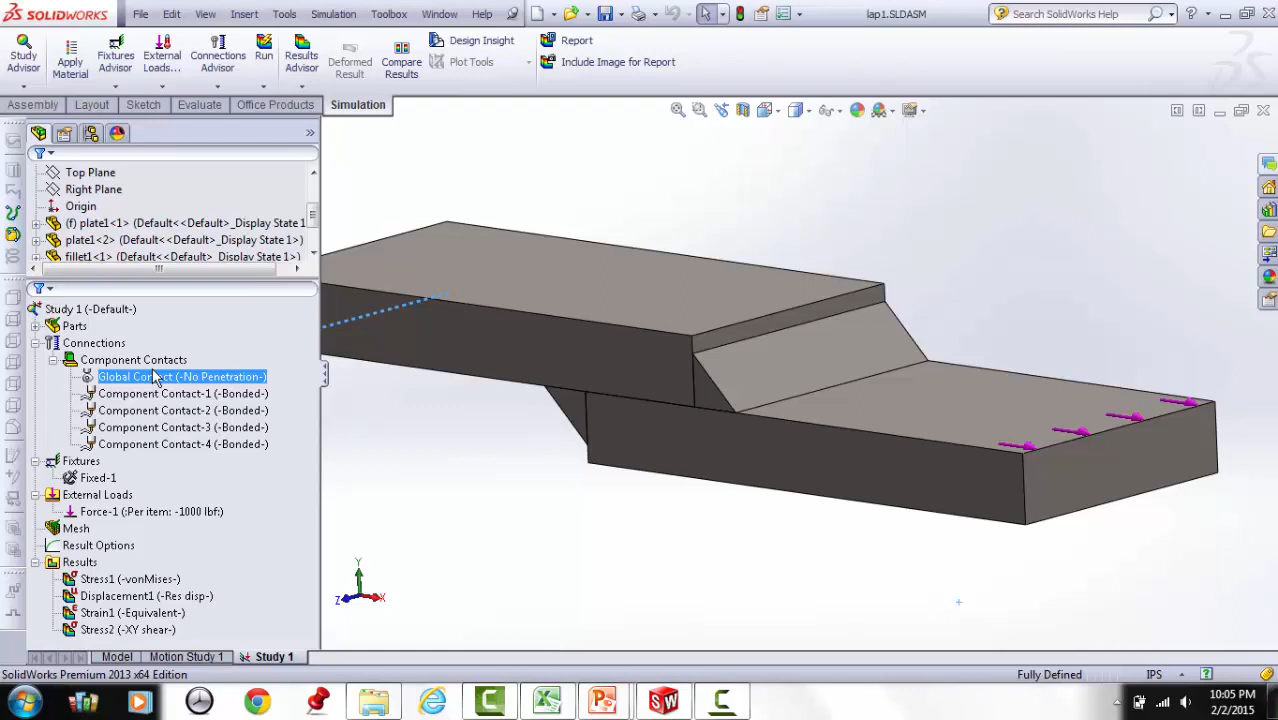 SOLIDWORKS File Edit View Insert Tools Simulation Toolbox Window Help lap1.SLDASM Search SolidWorks Help
Study Advisor
Apply Material
Fixtures Advisor
External Loads...
Connections Advisor
Run
Results Advisor
Deformed Result
Compare Results
Design Insight
Plot Tools
Report
Include Image for Report
Assembly Layout Sketch Evaluate Office Products Simulation
Top Plane
Right Plane
Origin
(f) plate1<1> (Default<<Default>_Display State 1
plate1<2> (Default<<Default>_Display State 1>)
fillet1<1> (Default<<Default>_Display State 1>)
Study 1 (-Default-)
Parts
Connections
Component Contacts
Global Contact (-No Penetration-)
Component Contact-1 (-Bonded-)
Component Contact-2 (-Bonded-)
Component Contact-3 (-Bonded-)
Component Contact-4 (-Bonded-)
Fixtures
Fixed-1
External Loads
Force-1 (:Per item: -1000 lbf:)
Mesh
Result Options
Results
Stress1 (-vonMises-)
Displacement1 (-Res disp-)
Strain1 (-Equivalent-)
Stress2 (-XY shear-)
Y
Z X
Model Motion Study 1 Study 1
SolidWorks Premium 2013 x64 Edition Fully Defined IPS
10:05 PM
2/2/2015